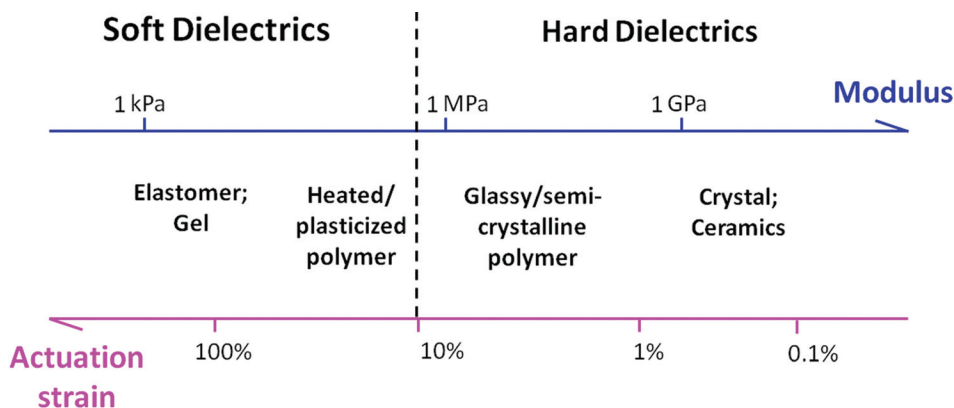 Soft Dielectrics
Hard Dielectrics
1 kPa
1 MPa
1 GPa
Modulus
Elastomer;
Gel
Heated/
plasticized
polymer
Glassy/semi-
crystalline
polymer
Crystal;
Ceramics
100%
10%
1%
0.1%
Actuation
strain